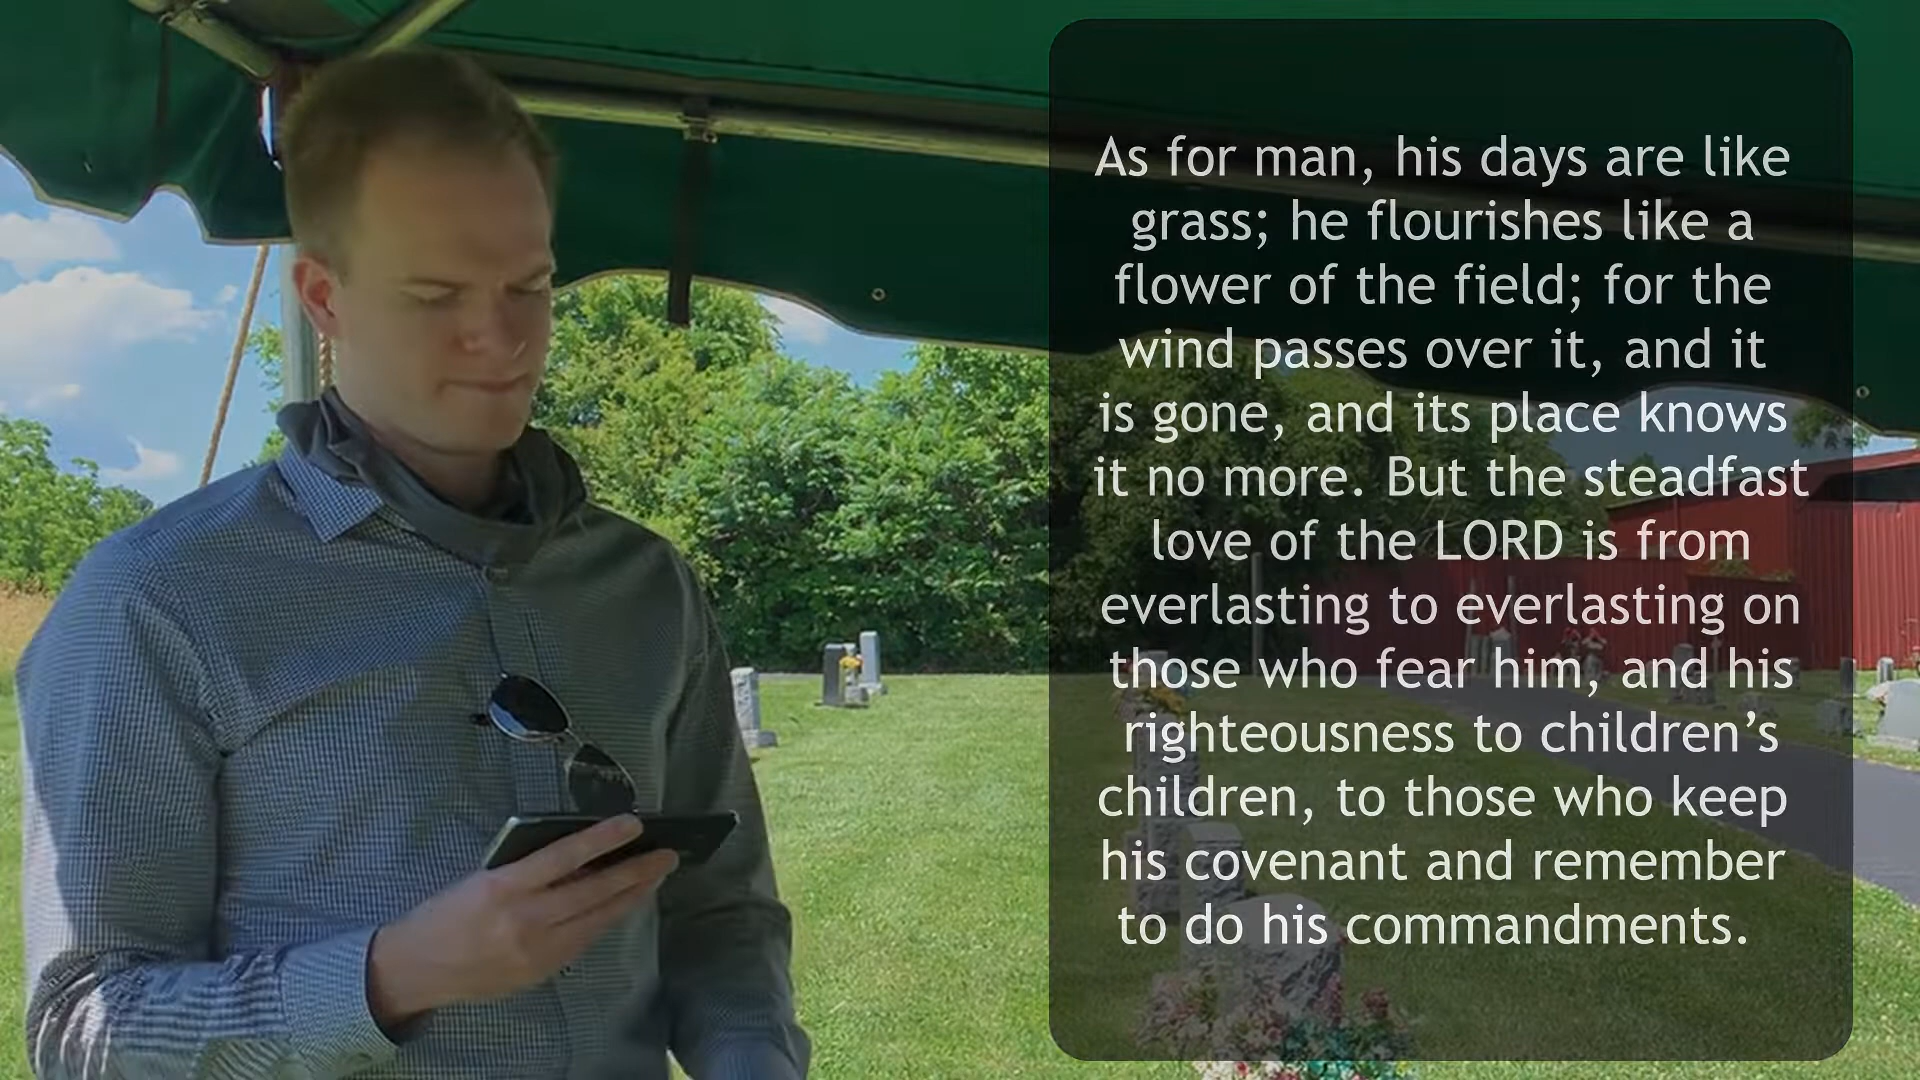 As for man, his days are like
grass; he flourishes like a
flower of the field; for the
wind passes over it, and it
is gone, and its place knows
it no more. But the steadfast
love of the LORD is from
everlasting to everlasting on
those who fear him, and his
righteousness to children’s
children, to those who keep
his covenant and remember
to do his commandments.